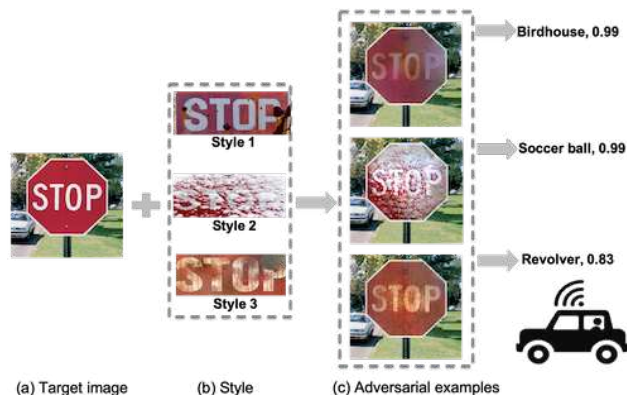 Birdhouse, 0.99
STOP
STOP
Style 1
Soccer ball, 0.99
STOP
STOP
STOP
Style 2
Revolver, 0.83
STOP
STOP
Style 3
(a) Target image
(b) Style
(c) Adversarial examples